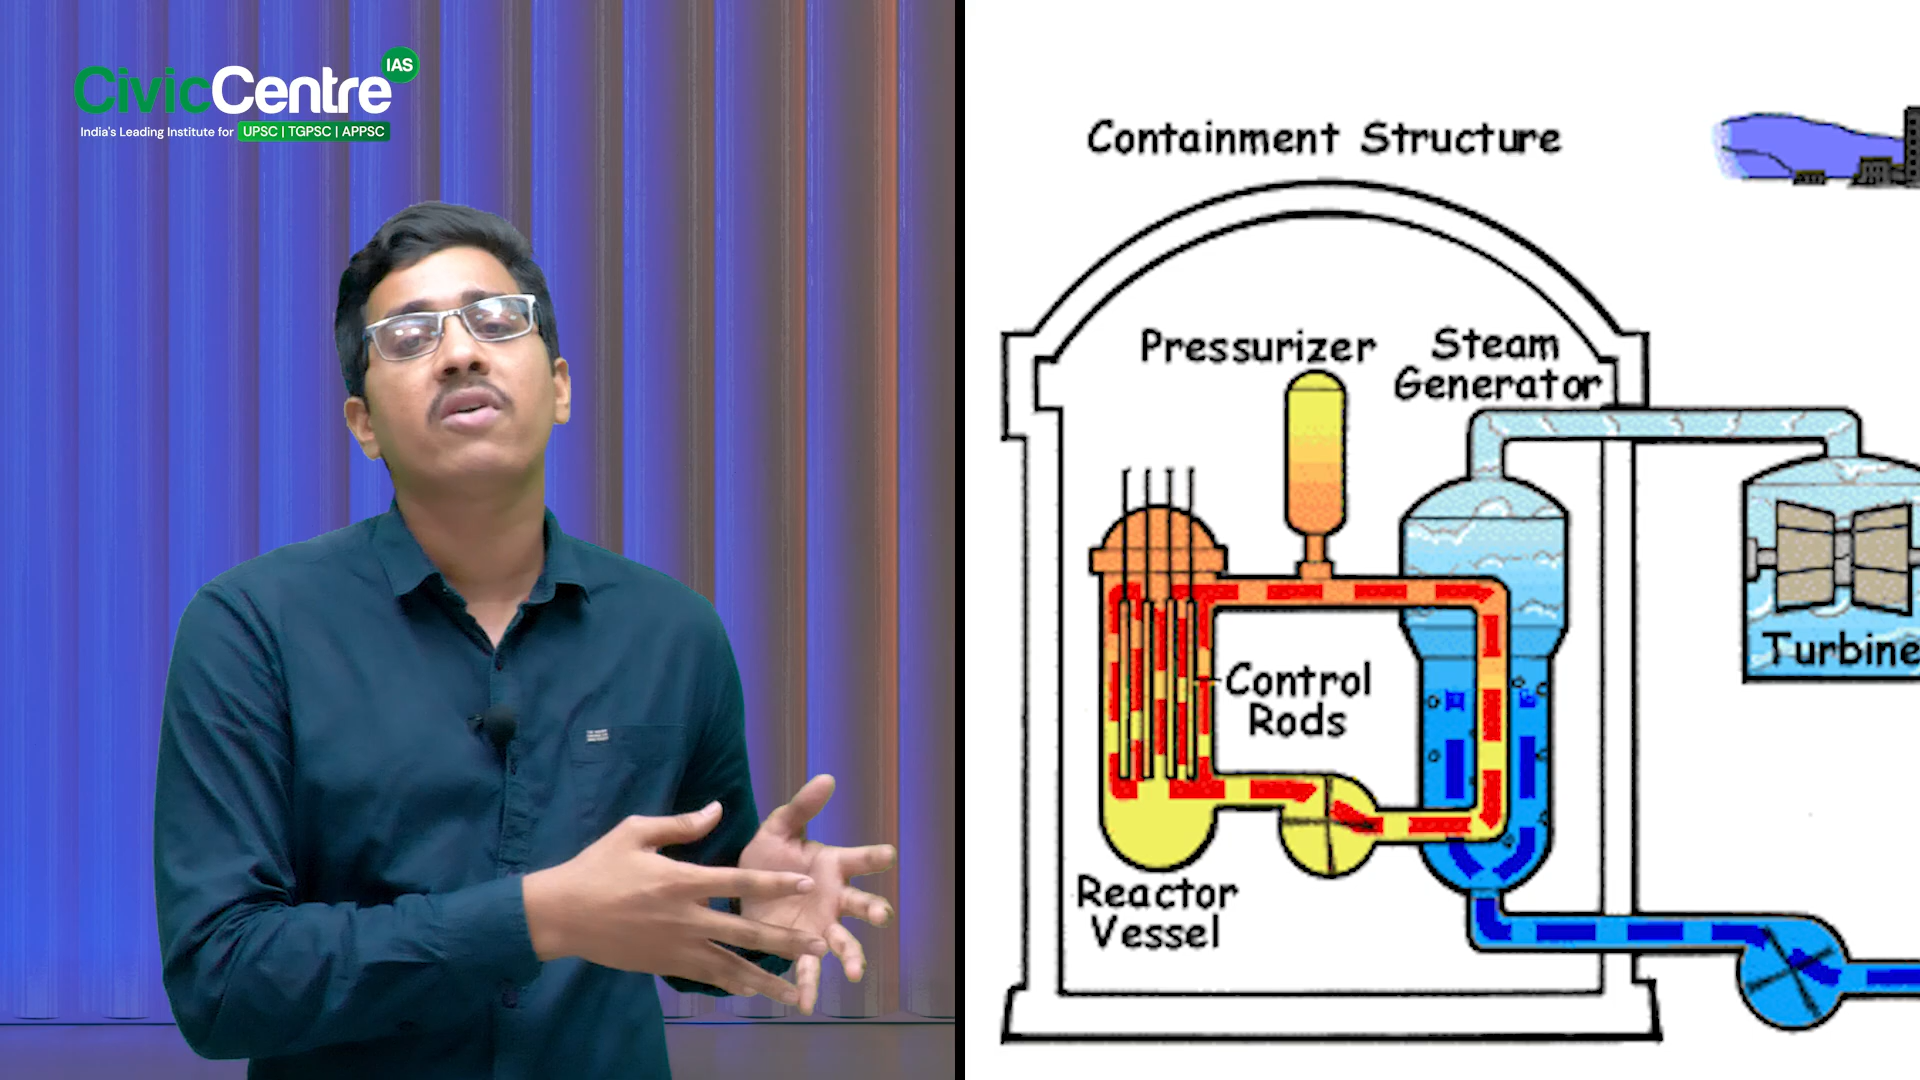 CivicCentre IAS
India's Leading Institute for UPSC | TGPSC | APPSC
Containment Structure
Pressurizer
Steam
Generator
Control
Rods
Turbine
Reactor
Vessel